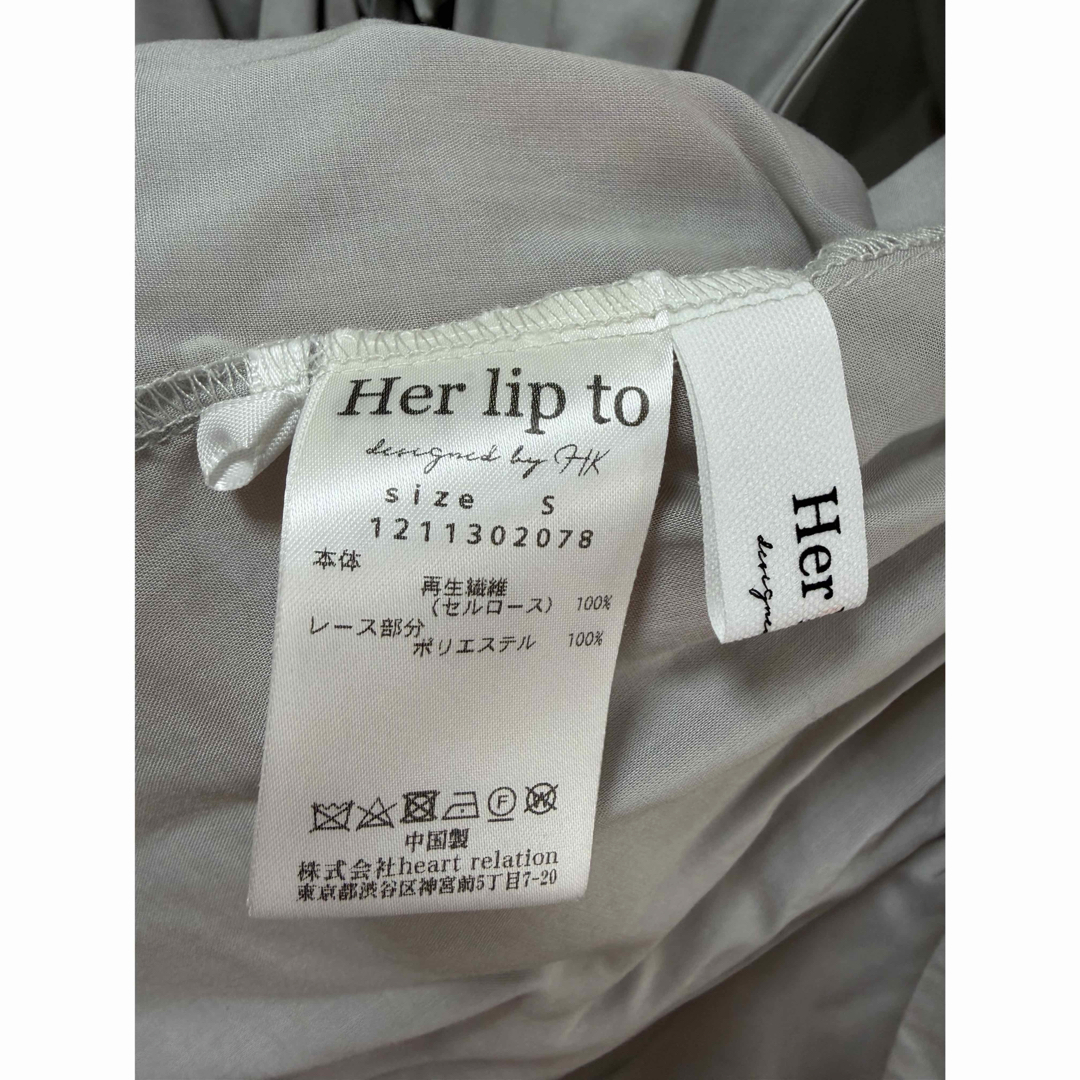 Her lip to
designed by HK
size S
1211302078
本体
再生繊維
（セルロース） 100%
レース部分
ポリエステル 100%
F
W
中国製
株式会社heart relation
東京都渋谷区神宮前5丁目7-20
Her